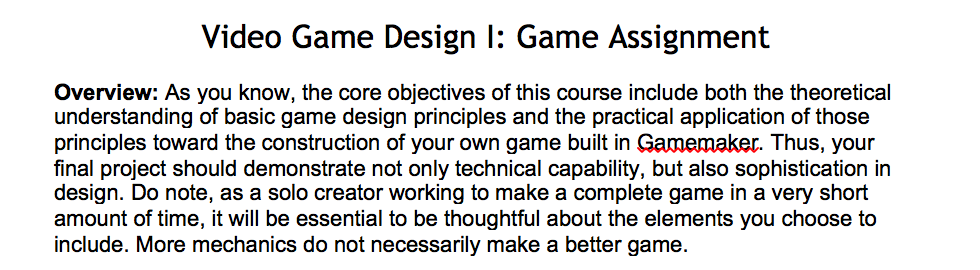 Video Game Design I: Game Assignment
Overview: As you know, the core objectives of this course include both the theoretical
understanding of basic game design principles and the practical application of those
principles toward the construction of your own game built in Gamemaker. Thus, your
final project should demonstrate not only technical capability, but also sophistication in
design. Do note, as a solo creator working to make a complete game in a very short
amount of time, it will be essential to be thoughtful about the elements you choose to
include. More mechanics do not necessarily make a better game.